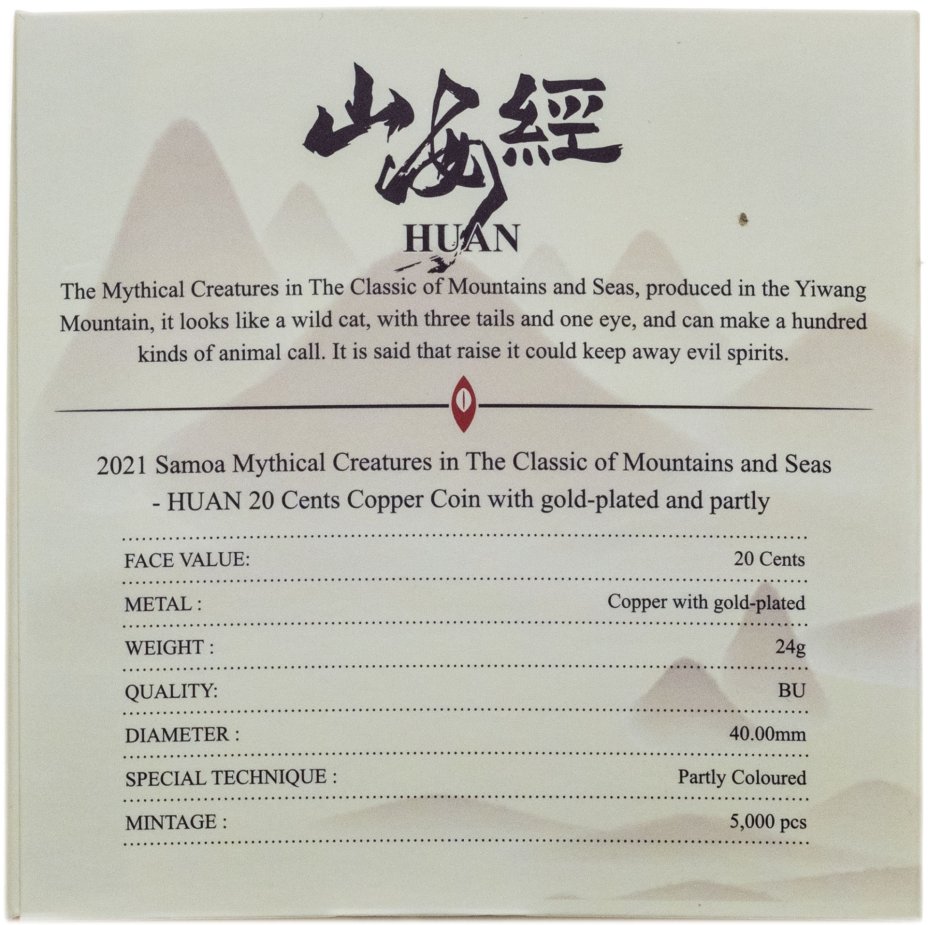 山海經
HUAN
The Mythical Creatures in The Classic of Mountains and Seas, produced in the Yiwang
Mountain, it looks like a wild cat, with three tails and one eye, and can make a hundred
kinds of animal call. It is said that raise it could keep away evil spirits.
2021 Samoa Mythical Creatures in The Classic of Mountains and Seas
- HUAN 20 Cents Copper Coin with gold-plated and partly
FACE VALUE: 20 Cents
METAL : Copper with gold-plated
WEIGHT : 24g
QUALITY: BU
DIAMETER : 40.00mm
SPECIAL TECHNIQUE : Partly Coloured
MINTAGE : 5,000 pcs